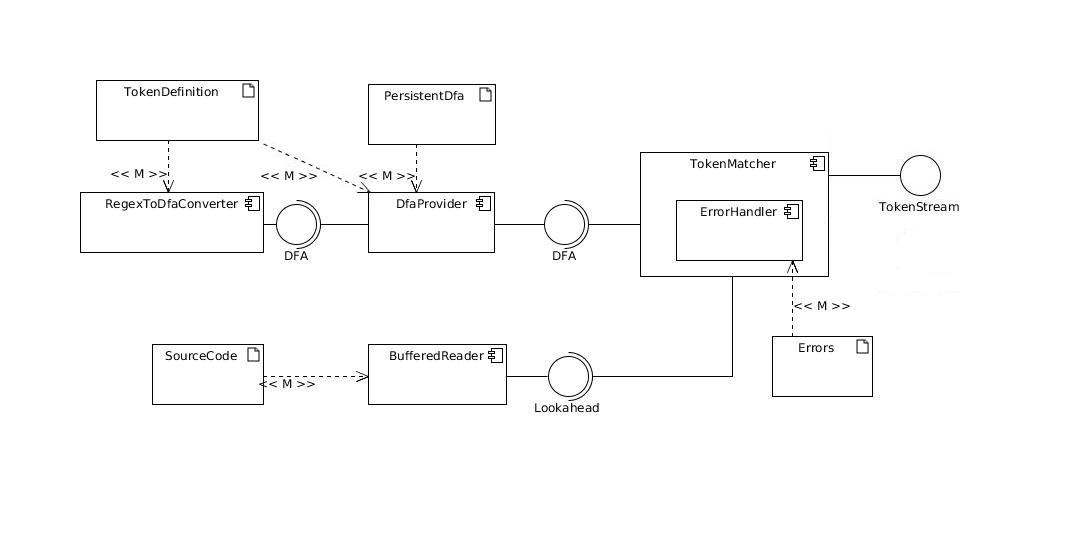 TokenDefinition
PersistentDfa
<< M >>
<< M >>
<< M >>
TokenMatcher
RegexToDfaConverter
DfaProvider
ErrorHandler
TokenStream
DFA
DFA
<< M >>
SourceCode
BufferedReader
Errors
<< M >>
Lookahead